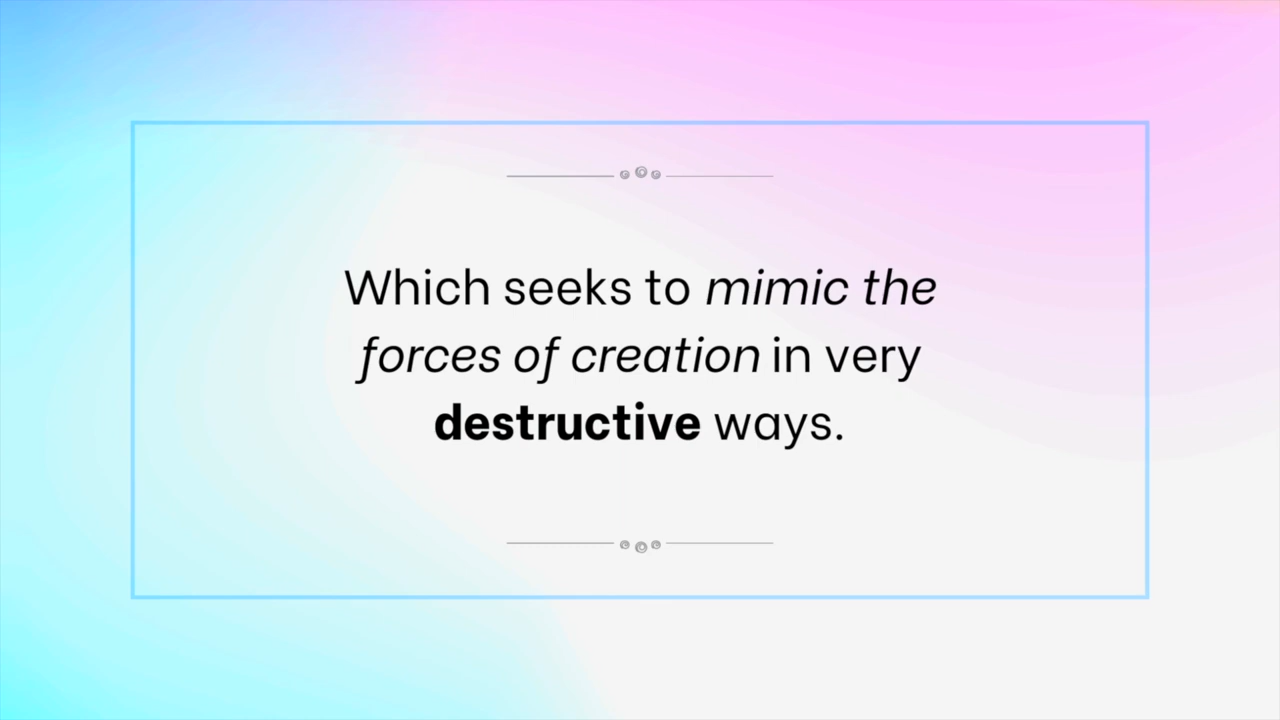 Which seeks to mimic the
forces of creation in very
destructive ways.